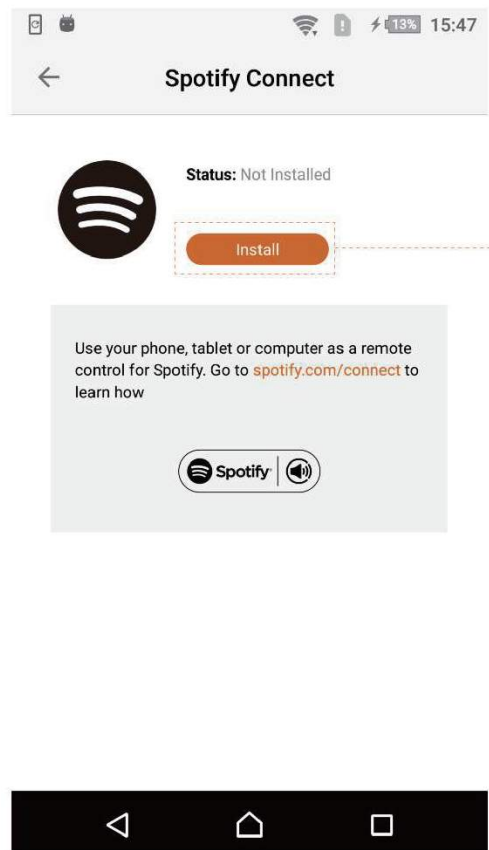 13% 15:47
Spotify Connect
Status: Not Installed
Install
Use your phone, tablet or computer as a remote
control for Spotify. Go to spotify.com/connect to
learn how
Spotify